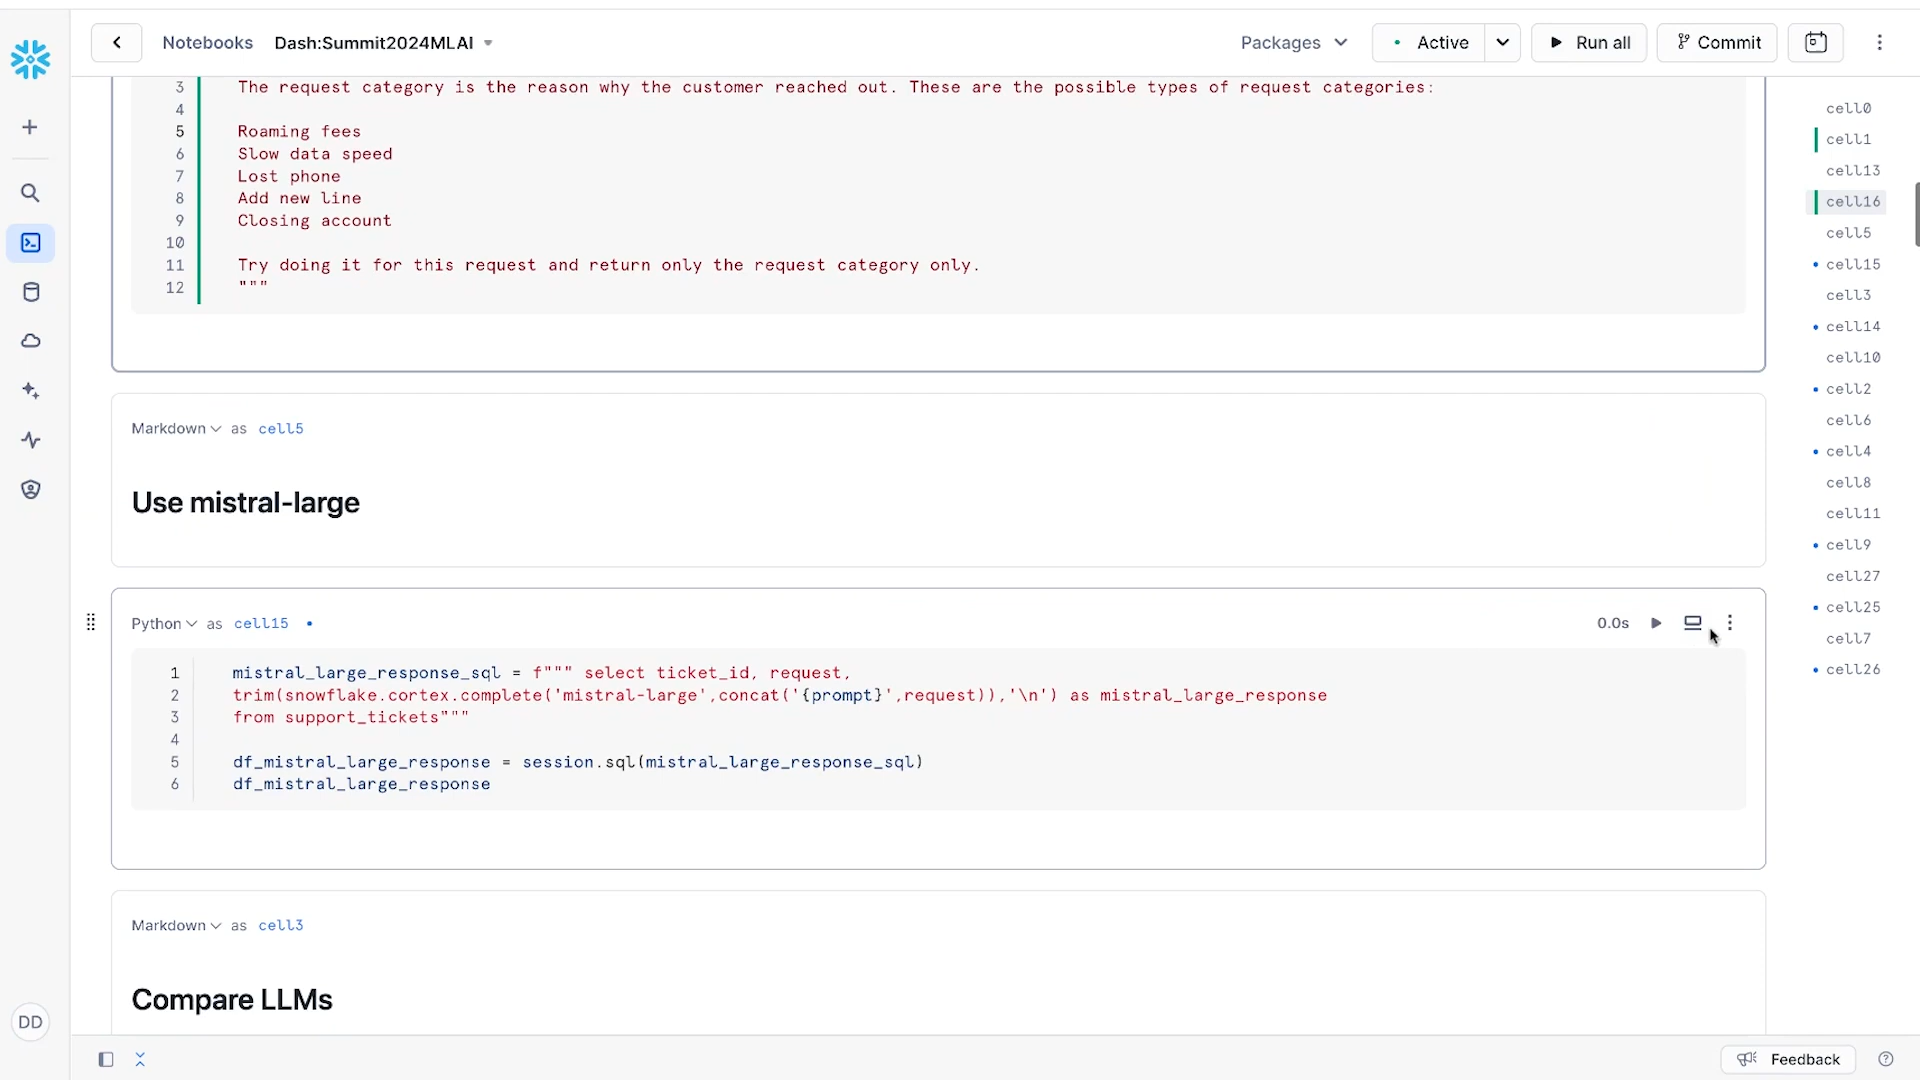 Notebooks Dash:Summit2024MLAI Packages Active Run all Commit
3 The request category is the reason why the customer reached out. These are the possible types of request categories:
4
5 Roaming fees
6 Slow data speed
7 Lost phone
8 Add new line
9 Closing account
10
11 Try doing it for this request and return only the request category only.
12 """
Markdown as cell5
Use mistral-large
Python as cell15 0.0s
1 mistral_large_response_sql = f""" select ticket_id, request,
2 trim(snowflake.cortex.complete('mistral-large',concat('{prompt}',request)),'\n') as mistral_large_response
3 from support_tickets"""
4
5 df_mistral_large_response = session.sql(mistral_large_response_sql)
6 df_mistral_large_response
Markdown as cell3
Compare LLMs
cell0
cell1
cell13
cell16
cell5
cell15
cell3
cell14
cell10
cell2
cell6
cell4
cell8
cell11
cell9
cell27
cell25
cell7
cell26
DD
Feedback